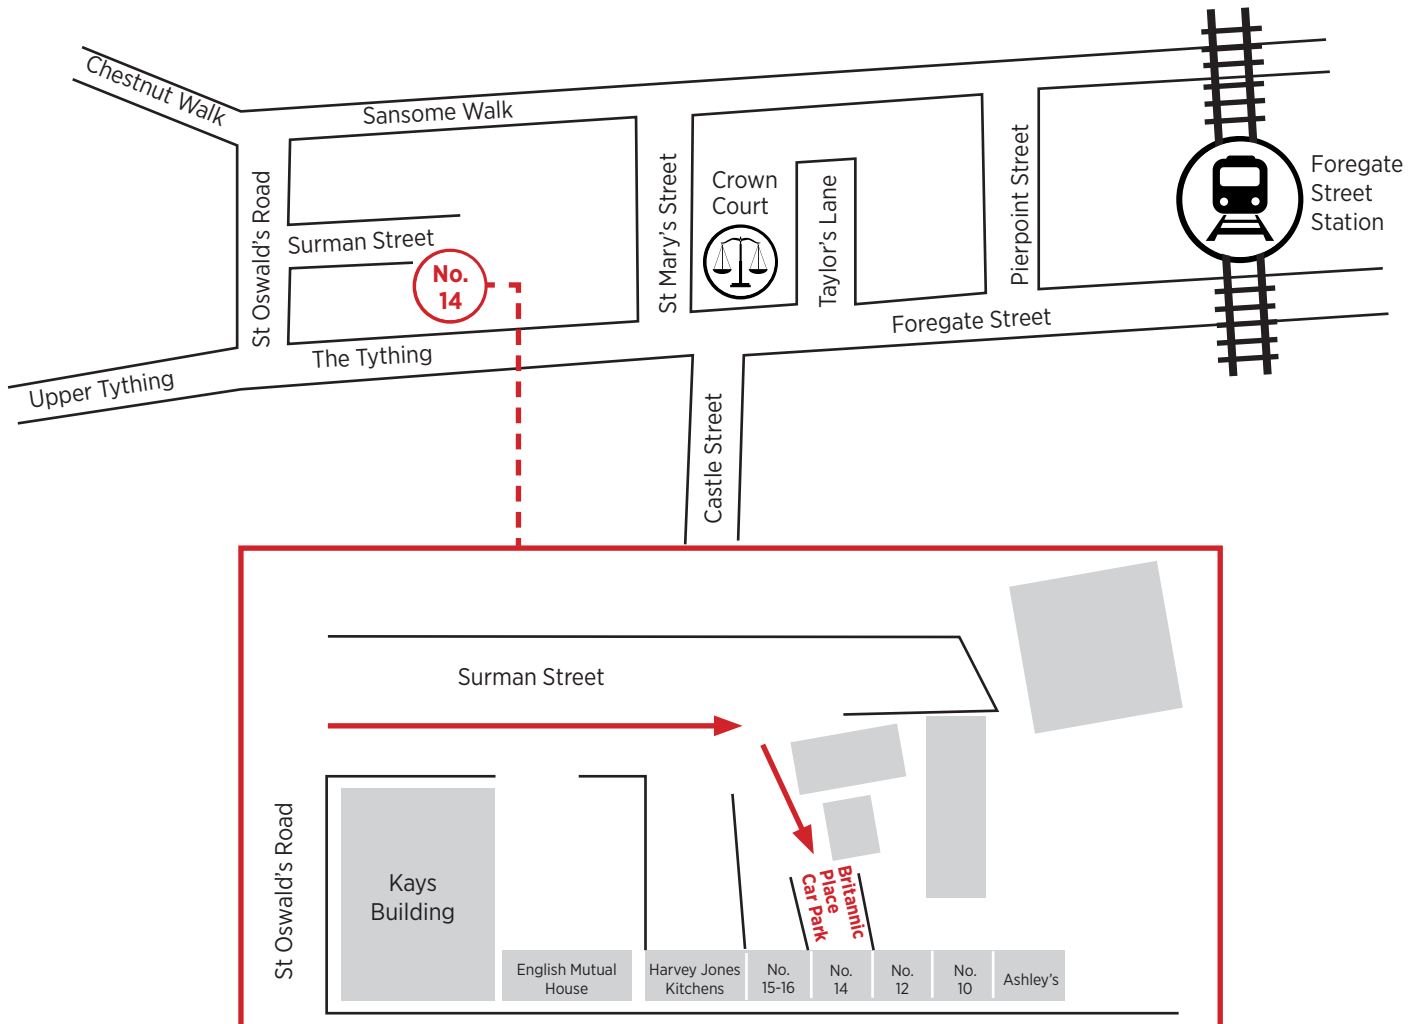 Chestnut Walk
Sansome Walk
St Oswald's Road
Surman Street
No.
14
The Tything
Upper Tything
St Mary's Street
Crown
Court
Taylor's Lane
Pierpoint Street
Foregate Street
Foregate
Street
Station
Castle Street
Surman Street
St Oswald's Road
Kays
Building
Britannic
Place
Car Park
English Mutual
House
Harvey Jones
Kitchens
No.
15-16
No.
14
No.
12
No.
10
Ashley's